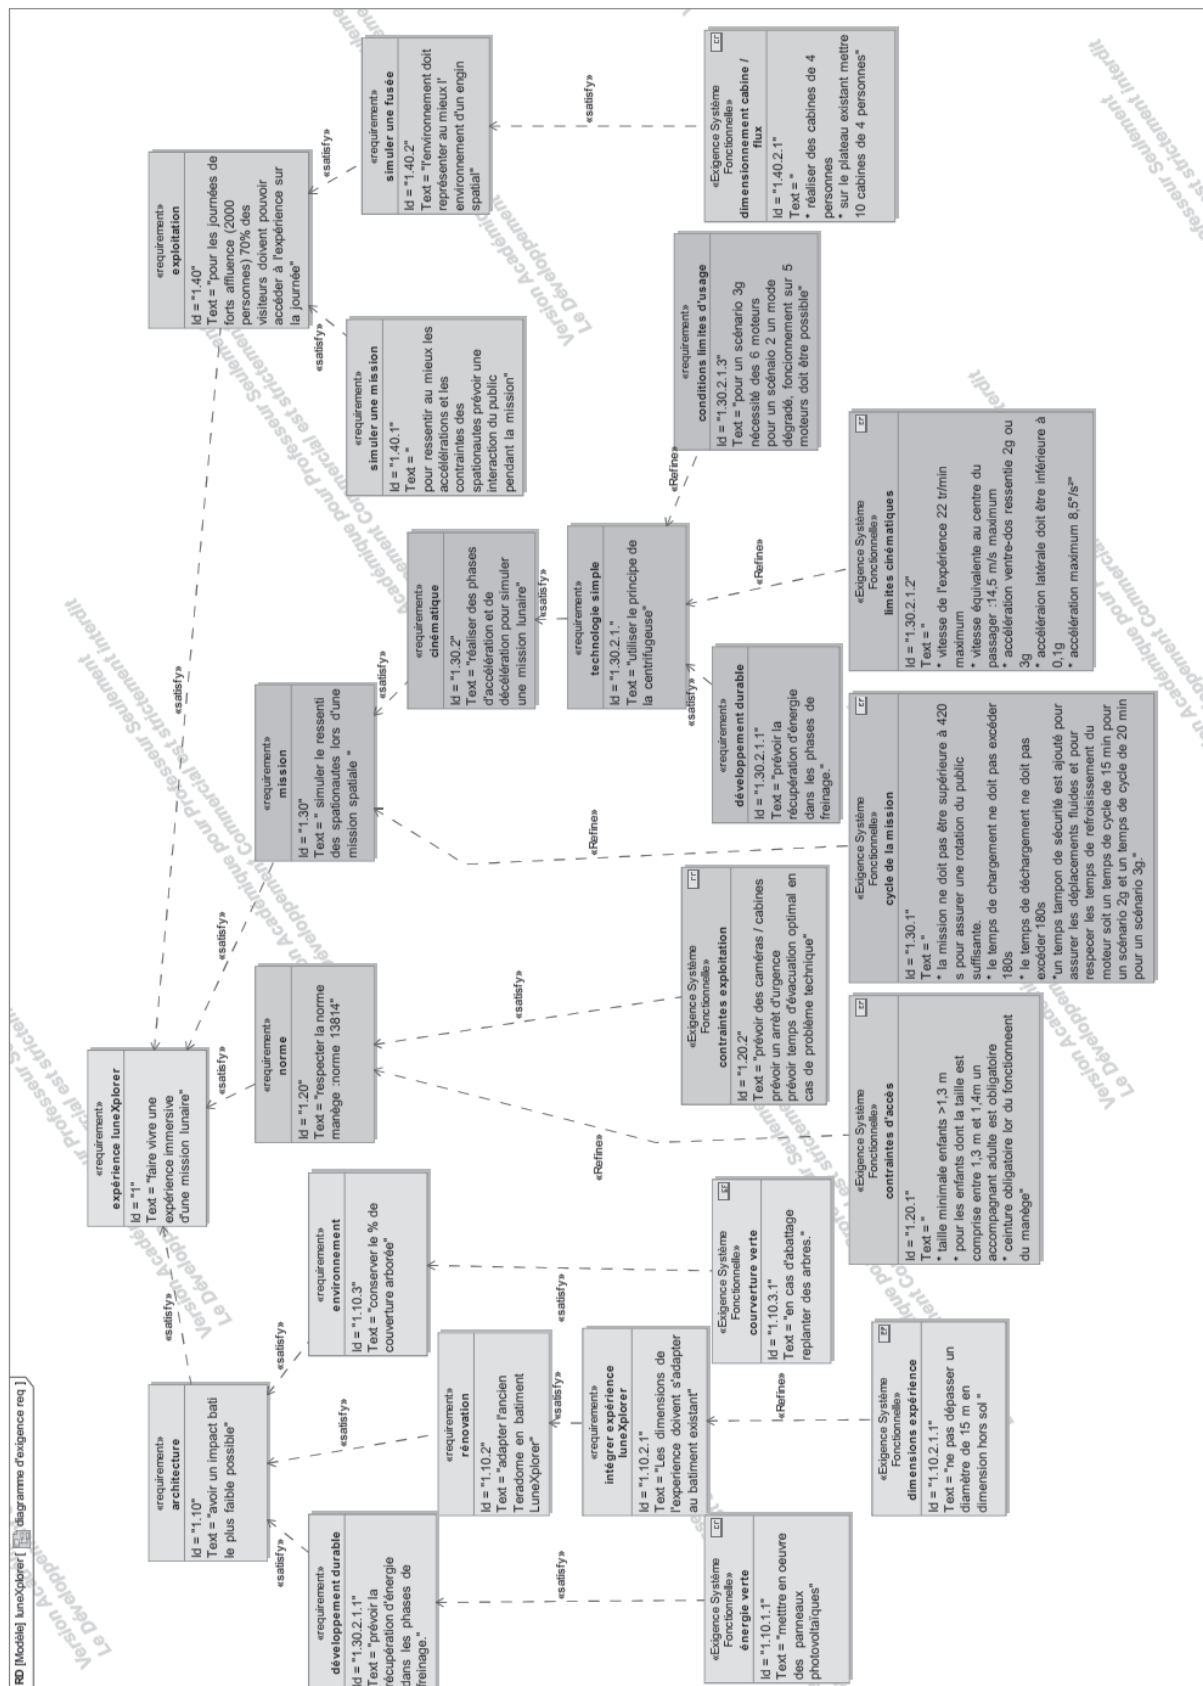 RD [Modèle] luneXplorer[ diagramme d'exigence req ]
«requirement»
expérience luneXplorer
Id = "1"
Text = "faire vivre une
expérience immersive
d'une mission lunaire"
«satisfy»
«satisfy»
«satisfy»
«satisfy»
«requirement»
architecture
Id = "1.10"
Text = "avoir un impact bati
le plus faible possible"
«requirement»
norme
Id = "1.20"
Text = "respecter la norme
manège :norme 13814"
«requirement»
mission
Id = "1.30"
Text = " simuler le ressenti
des spationautes lors d'une
mission spatiale "
«requirement»
exploitation
Id = "1.40"
Text = "pour les journées de
forts affluence (2000
personnes) 70% des
visiteurs doivent pouvoir
accéder à l'expérience sur
la journée"
«satisfy»
«satisfy»
«satisfy»
«requirement»
développement durable
Id = "1.30.2.1.1"
Text = "prévoir la
récupération d'énergie
dans les phases de
freinage."
«requirement»
rénovation
Id = "1.10.2"
Text = "adapter l'ancien
Teradome en batiment
LuneXplorer"
«requirement»
environnement
Id = "1.10.3"
Text = "conserver le % de
couverture arborée"
«satisfy»
«satisfy»
«satisfy»
«requirement»
intégrer expérience
luneXplorer
Id = "1.10.2.1"
Text = "Les dimensions de
l'experience doivent s'adapter
au batiment existant"
«Exigence Système
Fonctionnelle»
énergie verte
Id = "1.10.1.1"
Text = "metttre en oeuvre
des panneaux
photovoltaïques"
«Exigence Système
Fonctionnelle»
courverture verte
Id = "1.10.3.1"
Text = "en cas d'abattage
replanter des arbres."
«Refine»
«Exigence Système
Fonctionnelle»
dimensions expérience
Id = "1.10.2.1.1"
Text = "ne pas dépasser un
diamètre de 15 m en
dimension hors sol "
«Refine»
«satisfy»
«Exigence Système
Fonctionnelle»
contraintes d'accès
Id = "1.20.1"
Text = "
* taille minimale enfants >1,3 m
* pour les enfants dont la taille est
comprise entre 1,3 m et 1,4m un
accompagnant adulte est obligatoire
* ceinture obligatoire lor du fonctionneent
du manège"
«Exigence Système
Fonctionnelle»
contraintes exploitation
Id = "1.20.2"
Text = "prévoir des caméras / cabines
prévoir un arrêt d'urgence
prévoir temps d'évacuation optimal en
cas de problème technique"
«Refine»
«satisfy»
«Exigence Système
Fonctionnelle»
cycle de la mission
Id = "1.30.1"
Text = "
* la mission ne doit pas être supérieure à 420
s pour assurer une rotation du public
suffisante.
* le temps de chargement ne doit pas excéder
180s
* le temps de déchargement ne doit pas
excéder 180s
*un temps tampon de sécurité est ajouté pour
assurer les déplacements fluides et pour
respecer les temps de refroisissement du
moteur soit un temps de cycle de 15 min pour
un scénario 2g et un temps de cycle de 20 min
pour un scénario 3g."
«requirement»
cinématique
Id = "1.30.2"
Text = "réaliser des phases
d'accélération et de
décélération pour simuler
une mission lunaire"
«satisfy»
«requirement»
technologie simple
Id = "1.30.2.1."
Text = "utiliser le principe de
la centrifugeuse"
«satisfy»
«Refine»
«Refine»
«requirement»
développement durable
Id = "1.30.2.1.1"
Text = "prévoir la
récupération d'énergie
dans les phases de
freinage."
«Exigence Système
Fonctionnelle»
limites cinématiques
Id = "1.30.2.1.2"
Text = "
* vitesse de l'expérience 22 tr/min
maximum
* vitesse équivalente au centre du
passager :14,5 m/s maximum
* accélération ventre-dos ressentie 2g ou
3g
* accéléraion latérale doit être inférieure à
0,1g
* accélération maximum 8,5°/s²"
«requirement»
conditions limites d'usage
Id = "1.30.2.1.3"
Text = "pour un scénario 3g
nécessité des 6 moteurs
pour un scénaio 2 un mode
dégradé, foncionnement sur 5
moteurs doit être possible"
«satisfy»
«satisfy»
«requirement»
simuler une mission
Id = "1.40.1"
Text = "
pour ressentir au mieux les
accélélrations et les
contraintes des
spationautes prévoir une
interaction du public
pendant la mission"
«requirement»
simuler une fusée
Id = "1.40.2"
Text = "l'environnement doit
représenter au mieux l'
environnement d'un engin
spatial"
«satisfy»
«Exigence Système
Fonctionnelle»
dimensionnement cabine /
flux
Id = "1.40.2.1"
Text = "
* réaliser des cabines de 4
personnes
* sur le plateau existant mettre
10 cabines de 4 personnes"